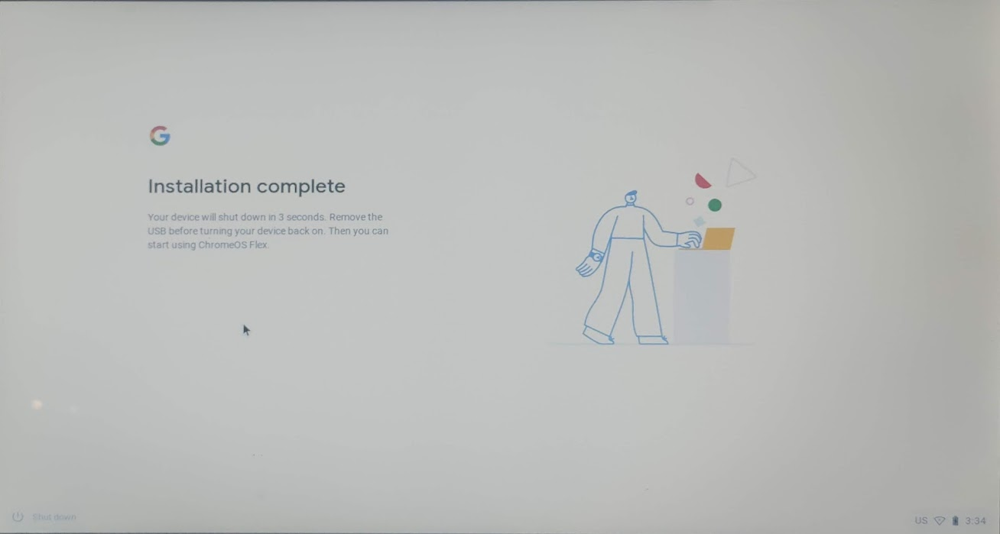 Installation complete
Your device will shut down in 3 seconds. Remove the
USB before turning your device back on. Then you can
start using ChromeOS Flex.
Shut down
US 3:34